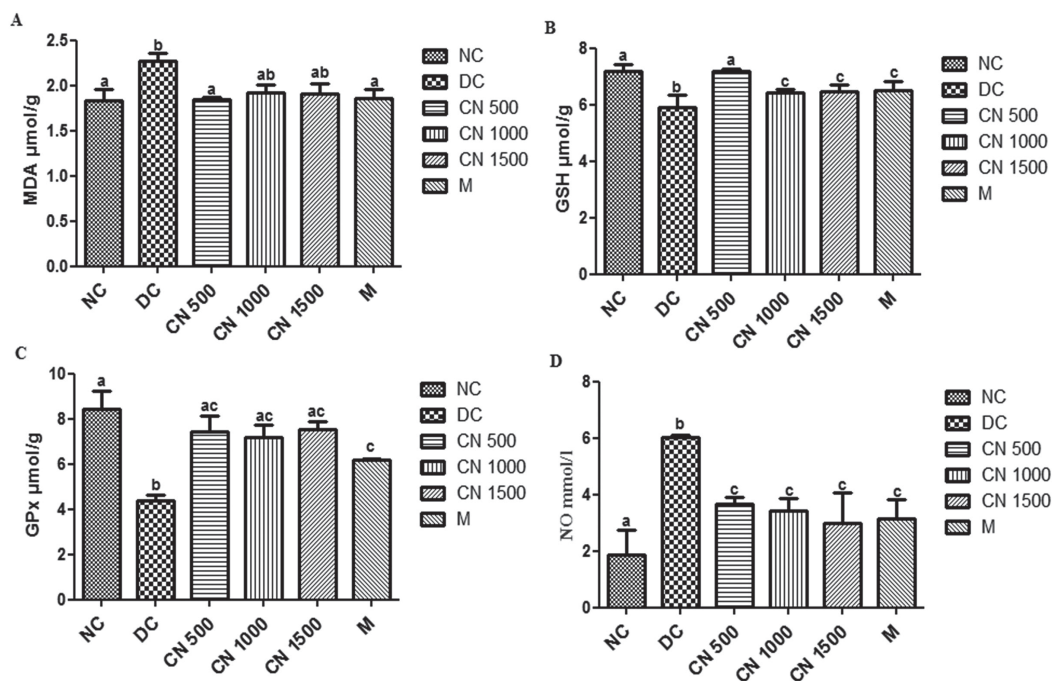 A
MDA µmol/g
2.5
2.0
1.5
1.0
0.5
0.0
a
b
a
ab
ab
a
NC
DC
CN 500
CN 1000
CN 1500
M
NC
DC
CN 500
CN 1000
CN 1500
M
B
GSH µmol/g
8
6
4
2
0
a
b
a
c
c
c
NC
DC
CN 500
CN 1000
CN 1500
M
NC
DC
CN 500
CN 1000
CN 1500
M
C
GPx µmol/g
10
8
6
4
2
0
a
b
ac
ac
ac
c
NC
DC
CN 500
CN 1000
CN 1500
M
NC
DC
CN 500
CN 1000
CN 1500
M
D
NO mmol/l
8
6
4
2
0
a
b
c
c
c
c
NC
DC
CN 500
CN 1000
CN 1500
M
NC
DC
CN 500
CN 1000
CN 1500
M